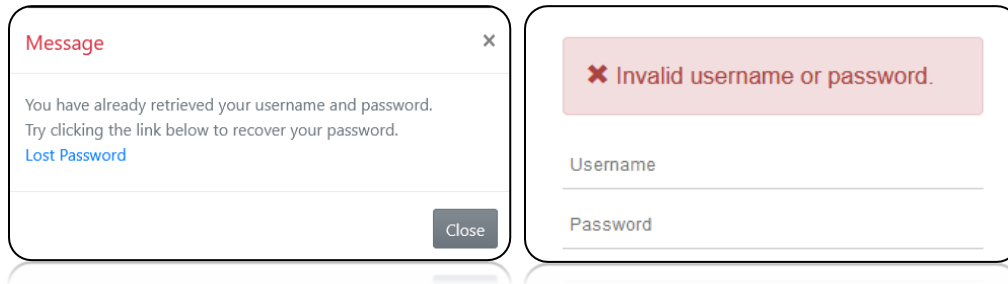 Message
×
You have already retrieved your username and password.
Try clicking the link below to recover your password.
Lost Password
Close
✖ Invalid username or password.
Username
Password